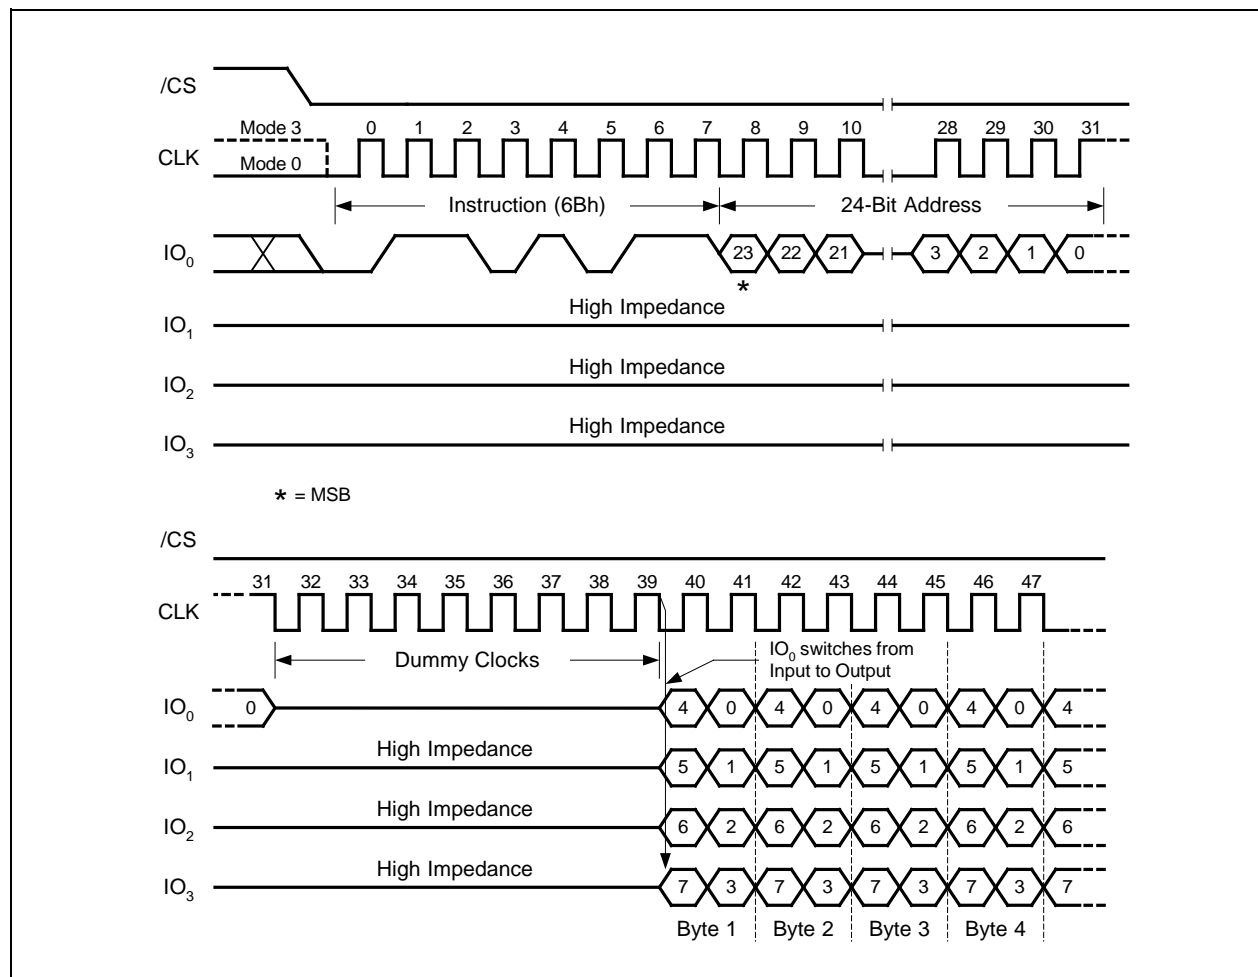 /CS
Mode 3 0 1 2 3 4 5 6 7 8 9 10 28 29 30 31
CLK
Mode 0
Instruction (6Bh) 24-Bit Address
IO0 23 22 21 3 2 1 0
*
High Impedance
IO1
High Impedance
IO2
High Impedance
IO3
* = MSB
/CS
31 32 33 34 35 36 37 38 39 40 41 42 43 44 45 46 47
CLK
IO0 switches from
Dummy Clocks Input to Output
IO0 0 4 0 4 0 4 0 4 0 4
High Impedance
IO1 5 1 5 1 5 1 5 1 5
High Impedance
IO2 6 2 6 2 6 2 6 2 6
High Impedance
IO3 7 3 7 3 7 3 7 3 7
Byte 1 Byte 2 Byte 3 Byte 4